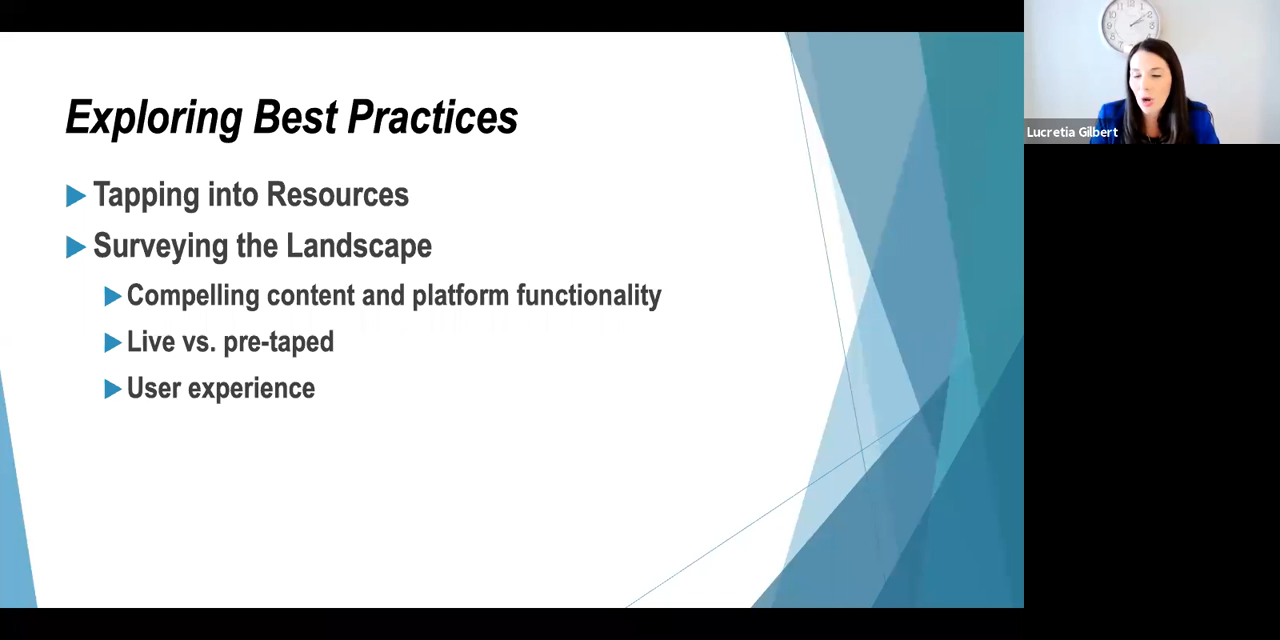 Exploring Best Practices
Tapping into Resources
Surveying the Landscape
Compelling content and platform functionality
Live vs. pre-taped
User experience
Lucretia Gilbert